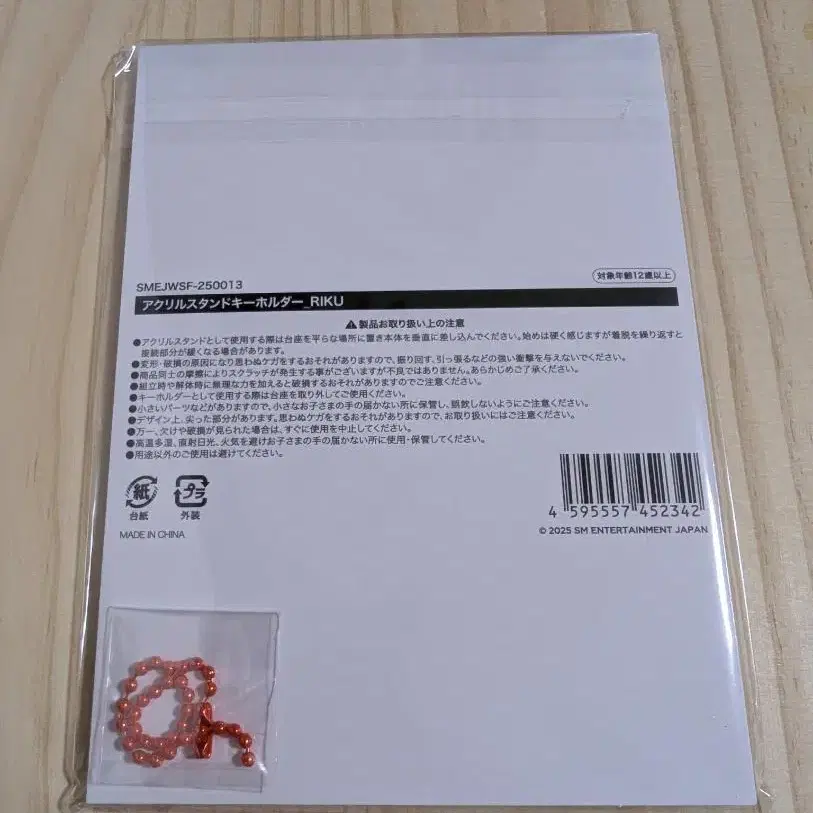 SMEJWSF-250013
対象年齢12歳以上
アクリルスタンドキーホルダー_RIKU
⚠製品お取り扱い上の注意
●アクリルスタンドとして使用する際は台座を平らな場所に置き本体を垂直に差し込んでください。始めは硬く感じますが着脱を繰り返すと
接続部分が緩くなる場合があります。
●変形・破損の原因になり思わぬケガをするおそれがありますので、振り回す、引っ張るなどの強い衝撃を与えないでください。
●商品同士の摩擦によりスクラッチが発生する事がございますが不良ではありません。あらかじめご了承ください。
●組立時や解体時に無理な力を加えると破損するおそれがありますのでご注意ください。
●キーホルダーとして使用する際は台座を取り外してご使用ください。
●小さいパーツなどがありますので、小さなお子さまの手の届かない所に保管し、誤飲しないようにご注意ください。
●デザイン上、尖った部分があります。思わぬケガをするおそれがありますので、お取り扱いにはご注意ください。
●万一、欠けや破損が見られた場合は、すぐに使用を中止してください。
●高温多湿、直射日光、火気を避けお子さまの手の届かない所に使用・保管してください。
●用途以外のご使用は避けてください。
紙
台紙
プラ
外装
4 595557 452342
MADE IN CHINA
© 2025 SM ENTERTAINMENT JAPAN